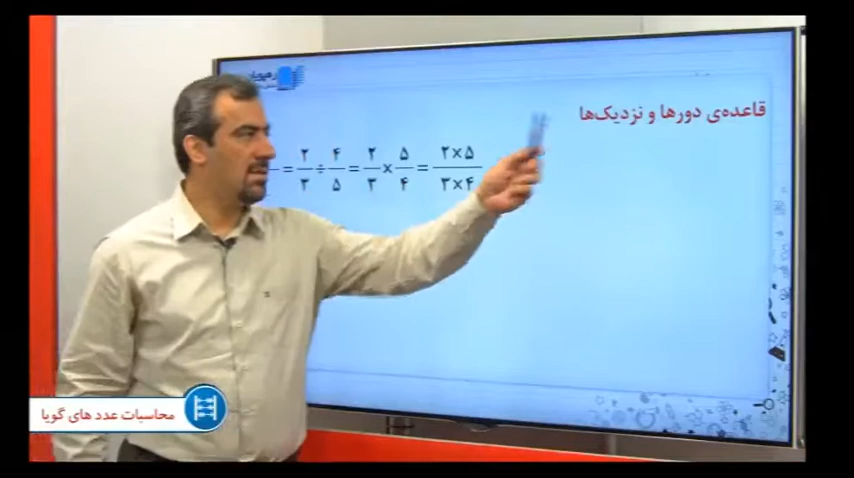 رهپویان
قاعده‌ی دورها و نزدیک‌ها
= ۲/۳ ÷ ۴/۵ = ۲/۳ × ۵/۴ = ۲×۵/۳×۴
محاسبات عدد های گویا